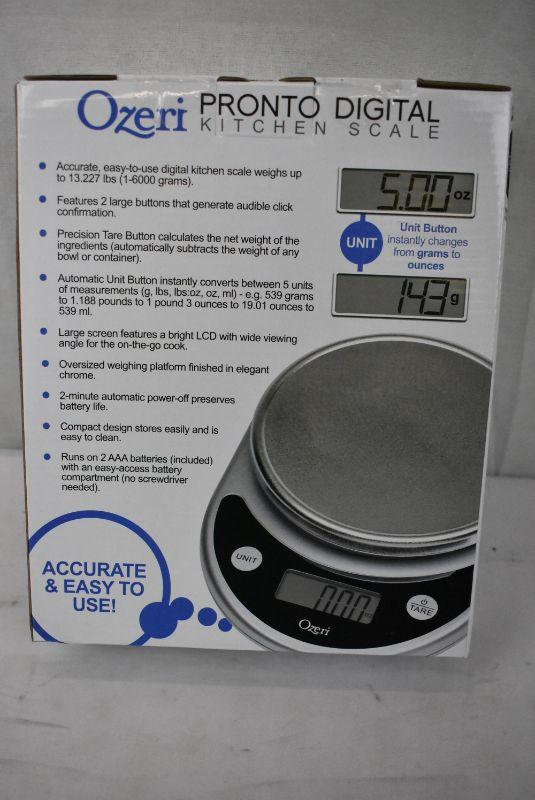 Ozeri PRONTO DIGITAL
KITCHEN SCALE
Accurate, easy-to-use digital kitchen scale weighs up
to 13.227 lbs (1-6000 grams).
Features 2 large buttons that generate audible click
confirmation.
Precision Tare Button calculates the net weight of the
ingredients (automatically subtracts the weight of any
bowl or container).
Automatic Unit Button instantly converts between 5 units
of measurements (g, lbs, lbs:oz, oz, ml) - e.g. 539 grams
to 1.188 pounds to 1 pound 3 ounces to 19.01 ounces to
539 ml.
Large screen features a bright LCD with wide viewing
angle for the on-the-go cook.
Oversized weighing platform finished in elegant
chrome.
2-minute automatic power-off preserves
battery life.
Compact design stores easily and is
easy to clean.
Runs on 2 AAA batteries (included)
with an easy-access battery
compartment (no screwdriver
needed).
5.00 oz
UNIT
Unit Button
instantly changes
from grams to
ounces
143 g
ACCURATE
& EASY TO
USE!
UNIT
0.0.0
TARE
Ozeri